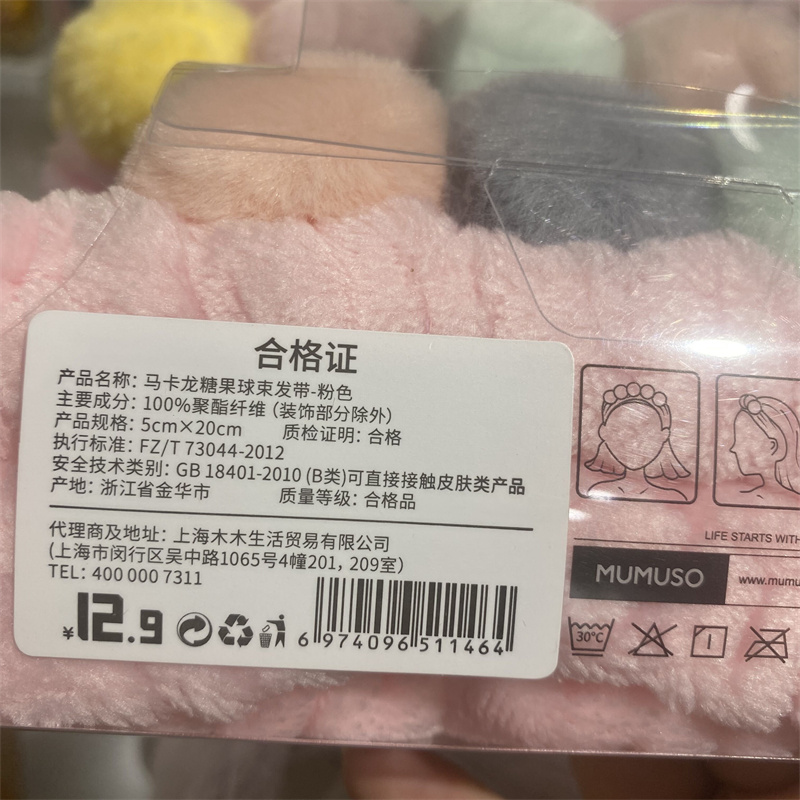 合格证
产品名称: 马卡龙糖果球束发带-粉色
主要成分: 100%聚酯纤维 (装饰部分除外)
产品规格: 5cm×20cm 质检证明: 合格
执行标准: FZ/T 73044-2012
安全技术类别: GB 18401-2010 (B类)可直接接触皮肤类产品
产地: 浙江省金华市 质量等级: 合格品
代理商及地址: 上海木木生活贸易有限公司
(上海市闵行区吴中路1065号4幢201, 209室)
TEL: 400 000 7311
¥12.9
6 974096 511464
LIFE STARTS WITH
MUMUSO
www.mumu
30°C